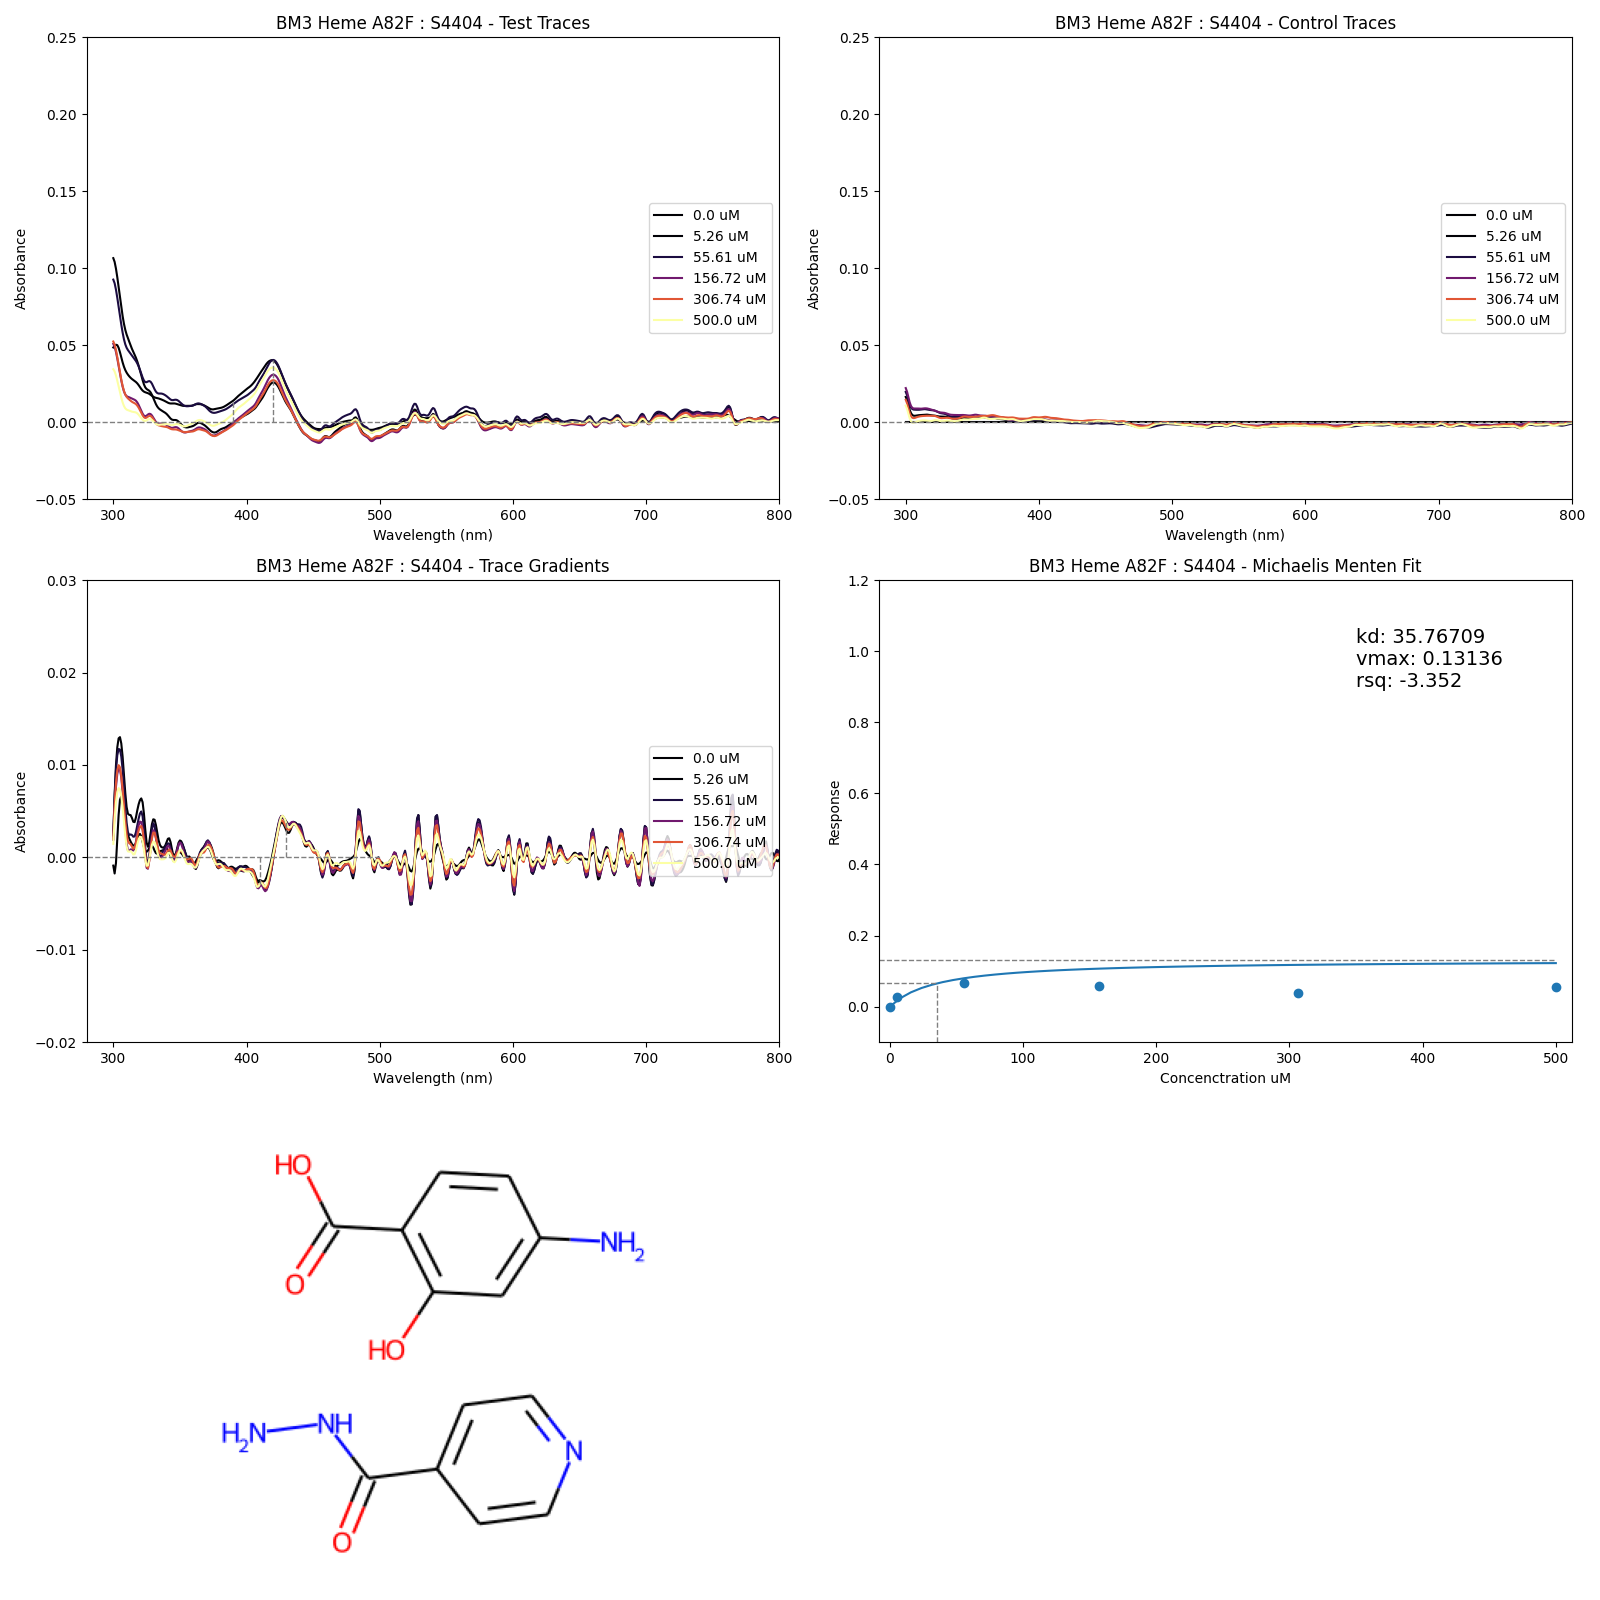 BM3 Heme A82F : S4404 - Test Traces
0.25
0.20
0.15
0.10
0.05
0.00
−0.05
Absorbance
300 400 500 600 700 800
Wavelength (nm)
0.0 uM
5.26 uM
55.61 uM
156.72 uM
306.74 uM
500.0 uM
BM3 Heme A82F : S4404 - Control Traces
0.25
0.20
0.15
0.10
0.05
0.00
−0.05
Absorbance
300 400 500 600 700 800
Wavelength (nm)
0.0 uM
5.26 uM
55.61 uM
156.72 uM
306.74 uM
500.0 uM
BM3 Heme A82F : S4404 - Trace Gradients
0.03
0.02
0.01
0.00
−0.01
−0.02
Absorbance
300 400 500 600 700 800
Wavelength (nm)
0.0 uM
5.26 uM
55.61 uM
156.72 uM
306.74 uM
500.0 uM
BM3 Heme A82F : S4404 - Michaelis Menten Fit
1.2
1.0
0.8
0.6
0.4
0.2
0.0
Response
0 100 200 300 400 500
Concenctration uM
kd: 35.76709
vmax: 0.13136
rsq: -3.352
HO
O
NH2
HO
H2N
NH
N
O